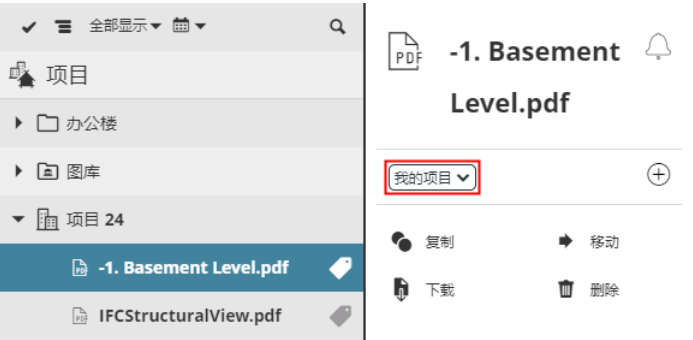 全部显示
项目
办公楼
图库
项目 24
-1. Basement Level.pdf
IFCStructuralView.pdf
PDF
-1. Basement
Level.pdf
我的项目
复制
移动
下载
删除